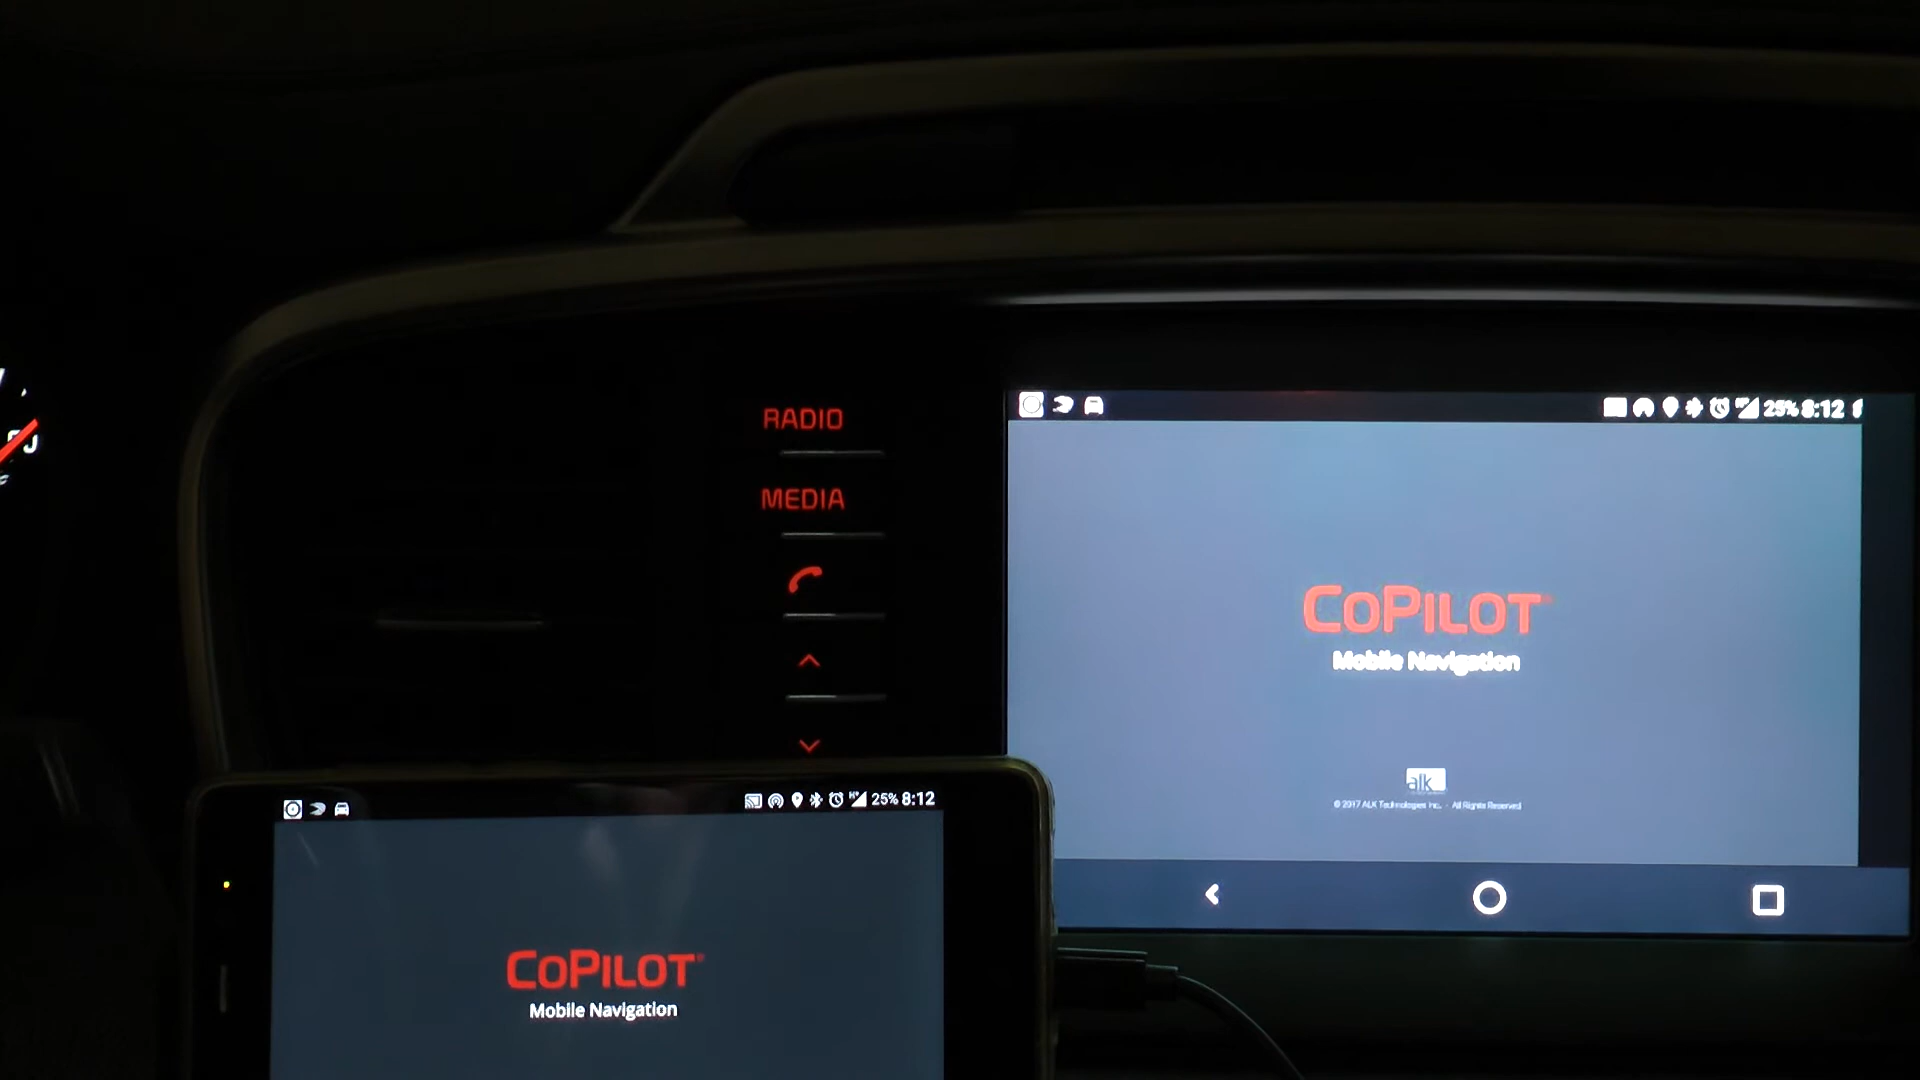 RADIO
MEDIA
25% 8:12
CoPilot®
Mobile Navigation
alk
© 2017 ALK Technologies Inc. - All Rights Reserved
25% 8:12
CoPilot®
Mobile Navigation